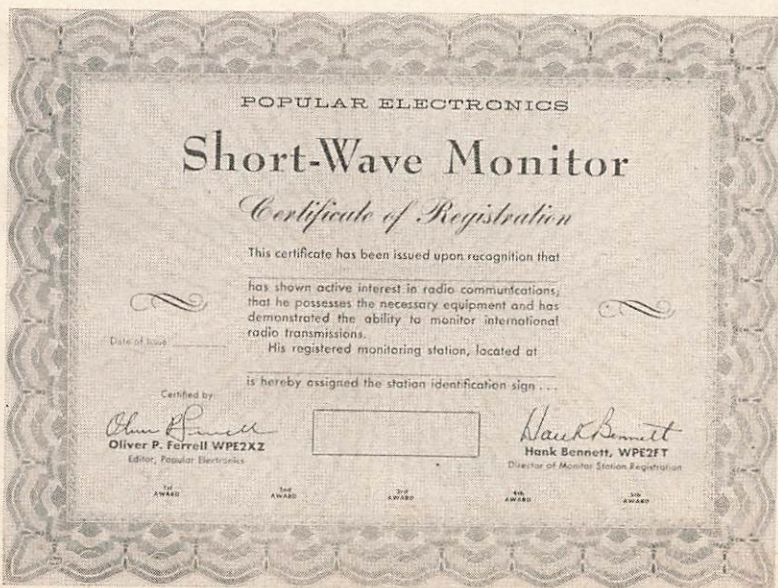 POPULAR ELECTRONICS
Short-Wave Monitor
Certificate of Registration
This certificate has been issued upon recognition that
has shown active interest in radio communications;
that he possesses the necessary equipment and has
demonstrated the ability to monitor international
radio transmissions.
Date of Issue
His registered monitoring station, located at
is hereby assigned the station identification sign . . .
Certified by
Oliver P. Ferrell
Oliver P. Ferrell WPE2XZ
Editor, Popular Electronics
Hank Bennett
Hank Bennett, WPE2FT
Director of Monitor Station Registration
1st AWARD
2nd AWARD
3rd AWARD
4th AWARD
5th AWARD